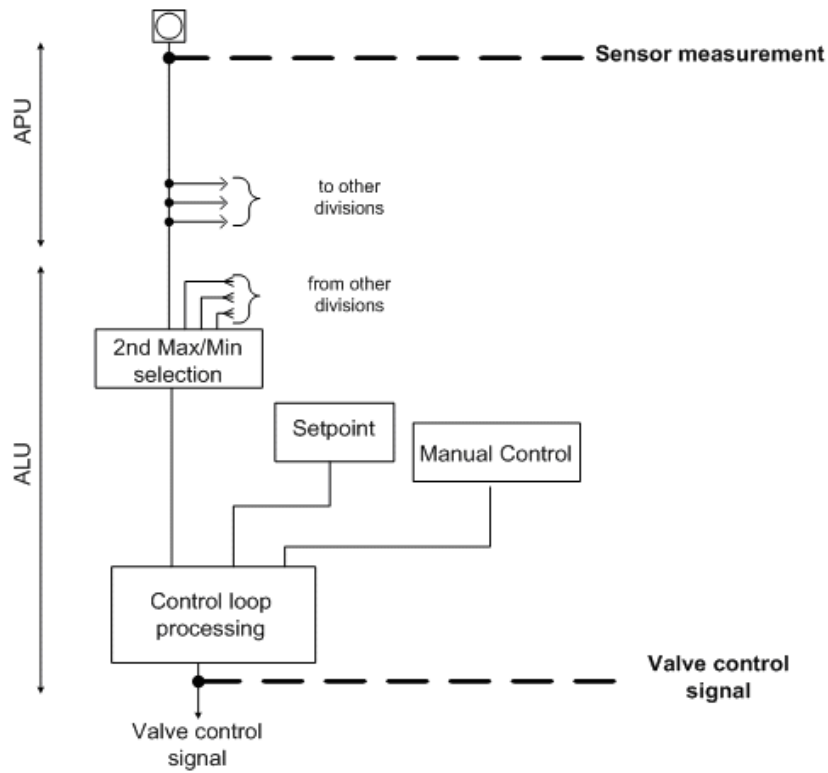 Sensor measurement
APU
to other
divisions
from other
divisions
2nd Max/Min
selection
Setpoint
Manual Control
ALU
Control loop
processing
Valve control
signal
Valve control
signal